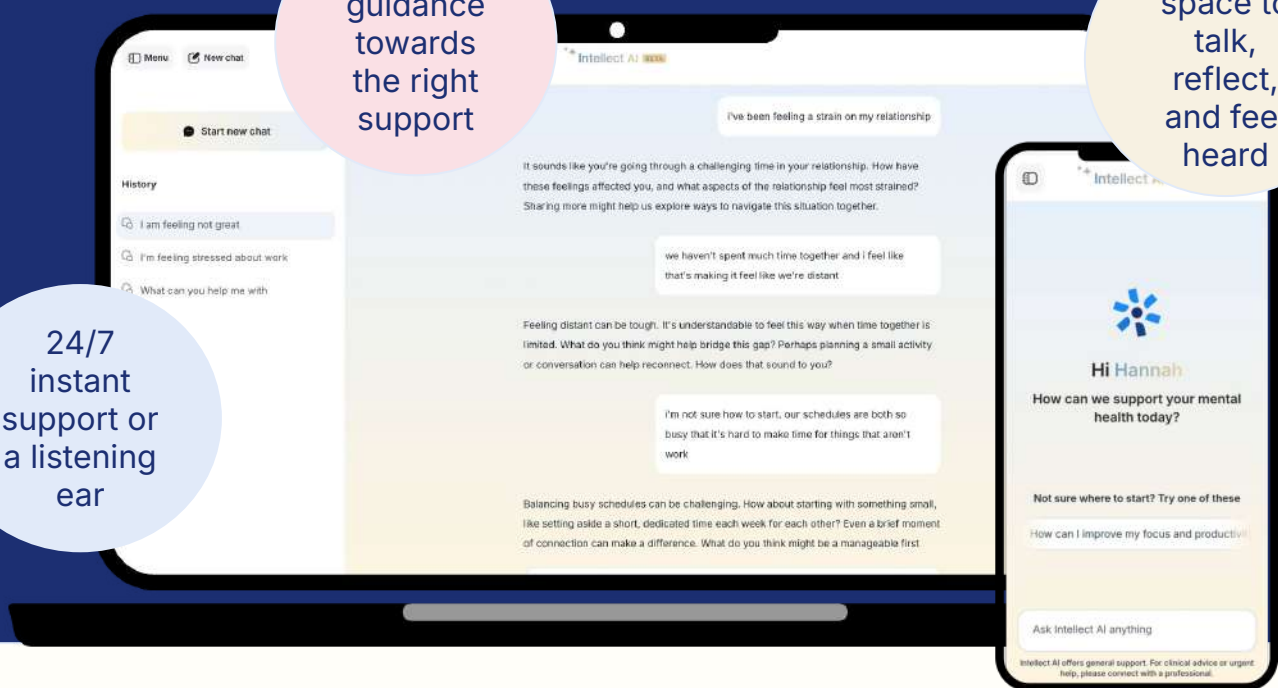 guidance
towards
the right
support
space to
talk,
reflect,
and feel
heard
24/7
instant
support or
a listening
ear
Menu
New chat
Start new chat
History
I am feeling not great
I'm feeling stressed about work
What can you help me with
Intellect AI BETA
i've been feeling a strain on my relationship
It sounds like you're going through a challenging time in your relationship. How have
these feelings affected you, and what aspects of the relationship feel most strained?
Sharing more might help us explore ways to navigate this situation together.
we haven't spent much time together and i feel like
that's making it feel like we're distant
Feeling distant can be tough. It's understandable to feel this way when time together is
limited. What do you think might help bridge this gap? Perhaps planning a small activity
or conversation can help reconnect. How does that sound to you?
i'm not sure how to start, our schedules are both so
busy that it's hard to make time for things that aren't
work
Balancing busy schedules can be challenging. How about starting with something small,
like setting aside a short, dedicated time each week for each other? Even a brief moment
of connection can make a difference. What do you think might be a manageable first
Intellect
Hi Hannah
How can we support your mental
health today?
Not sure where to start? Try one of these
How can I improve my focus and productivi
Ask Intellect AI anything
Intellect AI offers general support. For clinical advice or urgent
help, please connect with a professional.